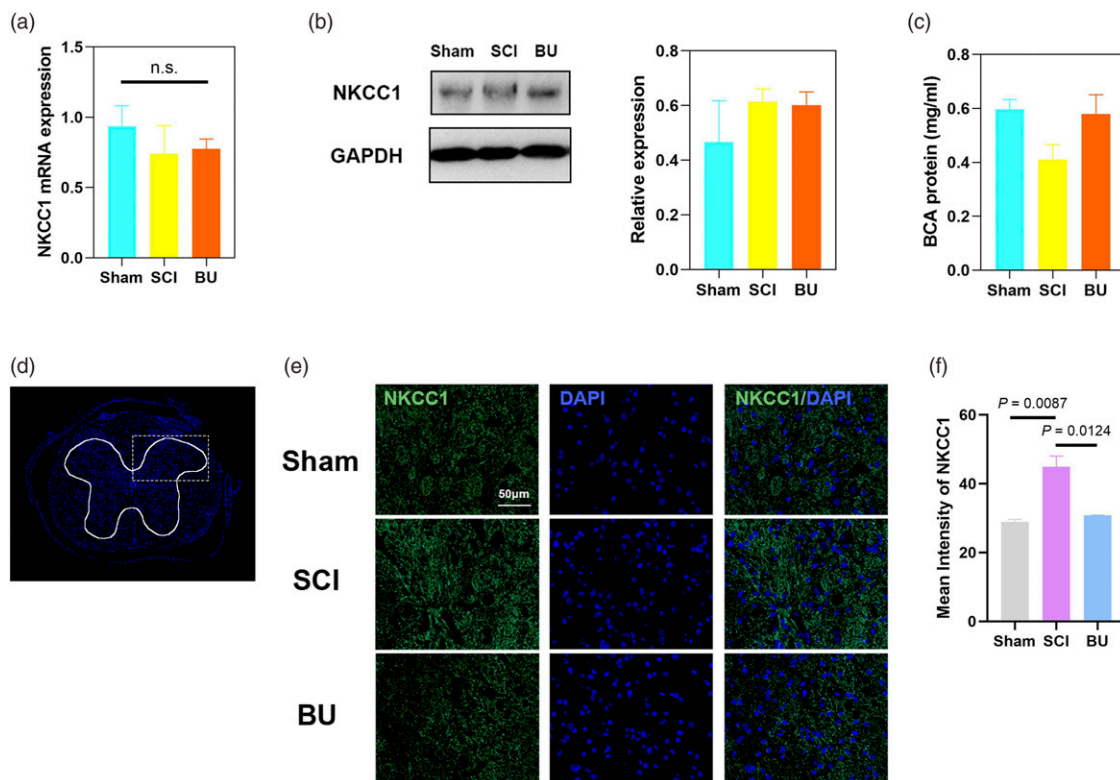 (a)
NKCC1 mRNA expression
1.5
1.0
0.5
0.0
n.s.
Sham SCI BU
(b)
Sham SCI BU
NKCC1
GAPDH
Relative expression
0.8
0.6
0.4
0.2
0.0
Sham SCI BU
(c)
BCA protein (mg/ml)
0.8
0.6
0.4
0.2
0.0
Sham SCI BU
(d)
(e)
NKCC1 DAPI NKCC1/DAPI
Sham
50μm
SCI
BU
(f)
Mean Intensity of NKCC1
60
40
20
0
P = 0.0087
P = 0.0124
Sham SCI BU